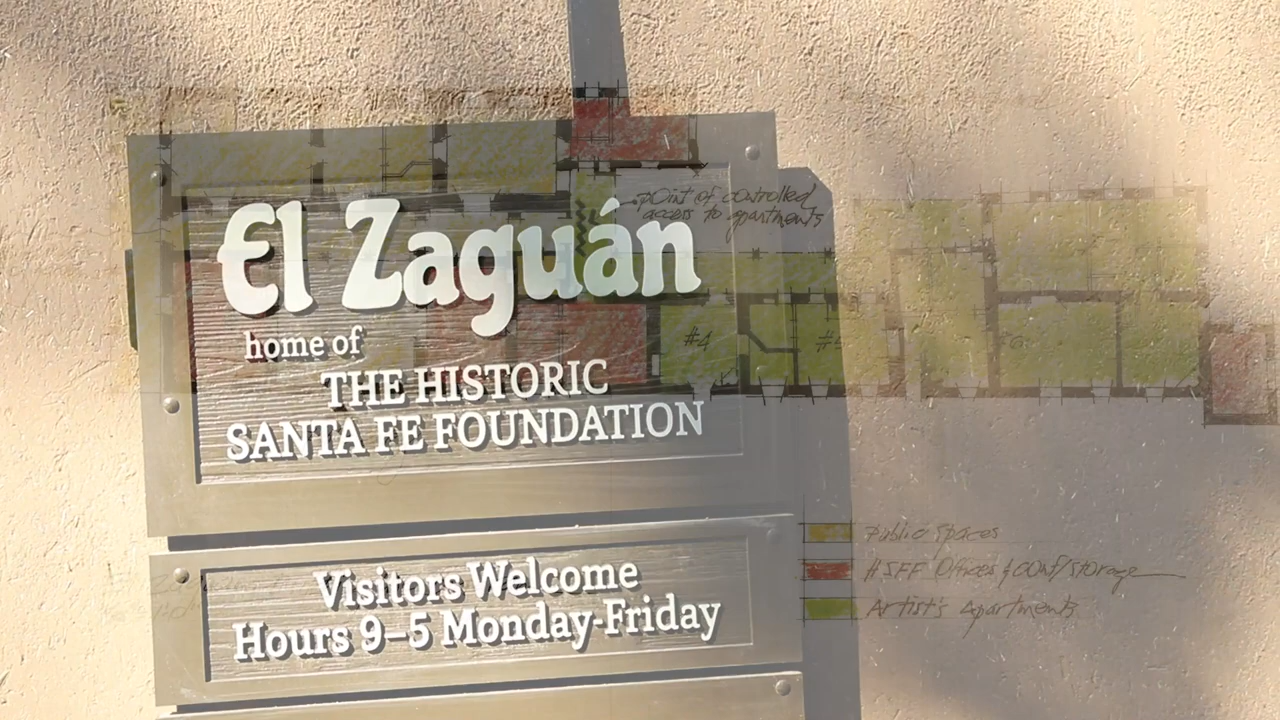 El Zaguán
home of
THE HISTORIC
SANTA FE FOUNDATION
Visitors Welcome
Hours 9–5 Monday-Friday
point of controlled
access to apartments
#4
Public Spaces
HSFF Offices & conf/storage
Artist's Apartments